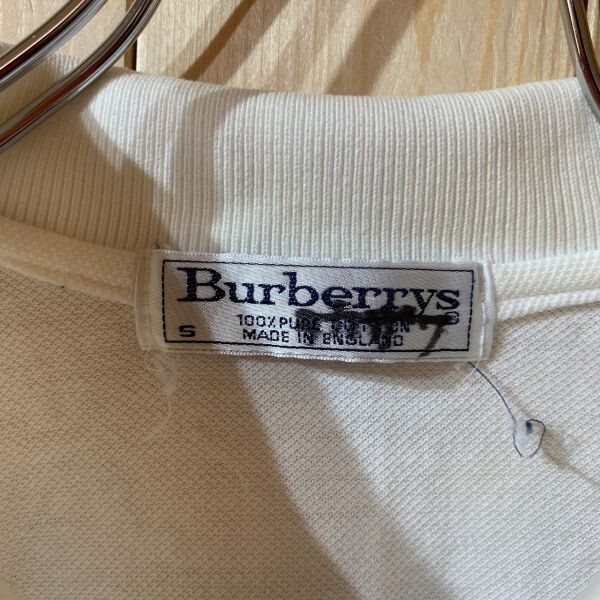 Burberrys
100% PURE COTTON
S MADE IN ENGLAND